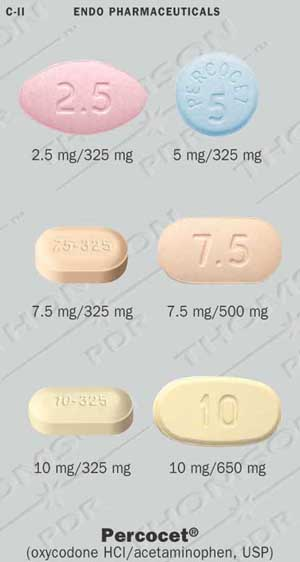 C-II ENDO PHARMACEUTICALS
2.5
PERCOCET
5
2.5 mg/325 mg 5 mg/325 mg
7.5-325
7.5
7.5 mg/325 mg 7.5 mg/500 mg
10-325
10
10 mg/325 mg 10 mg/650 mg
Percocet®
(oxycodone HCl/acetaminophen, USP)
THOMSON
PDR